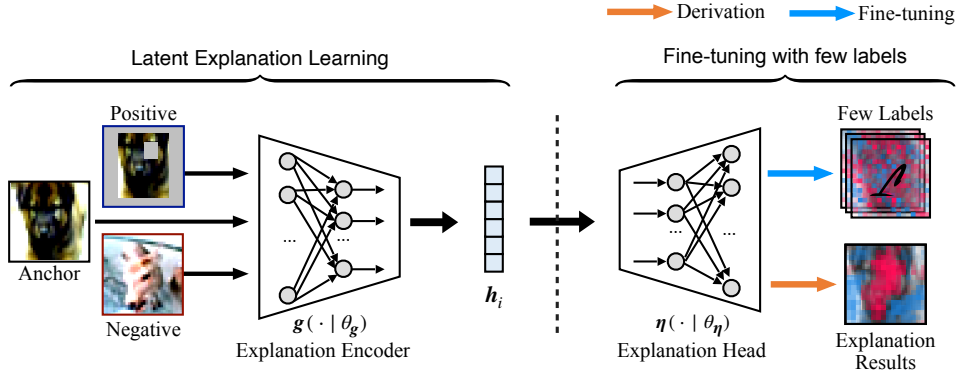 Derivation
Fine-tuning
Latent Explanation Learning
Fine-tuning with few labels
Positive
Few Labels
Anchor
...
...
...
...
h_i
Negative
g( · | θ_g)
η( · | θ_η)
Explanation Encoder
Explanation Head
Explanation
Results